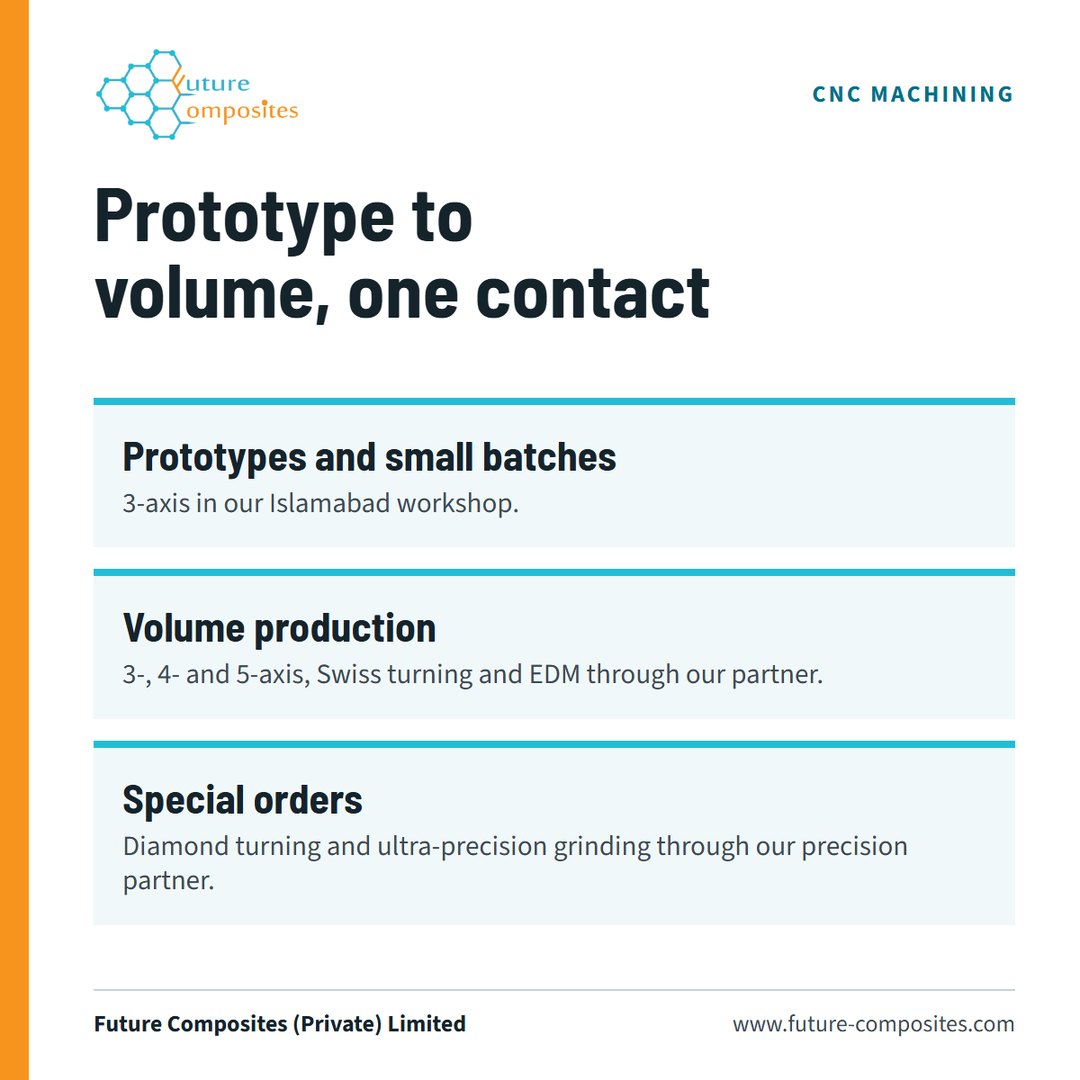 uture
omposites
CNC MACHINING
Prototype to
volume, one contact
Prototypes and small batches
3-axis in our Islamabad workshop.
Volume production
3-, 4- and 5-axis, Swiss turning and EDM through our partner.
Special orders
Diamond turning and ultra-precision grinding through our precision
partner.
Future Composites (Private) Limited
www.future-composites.com